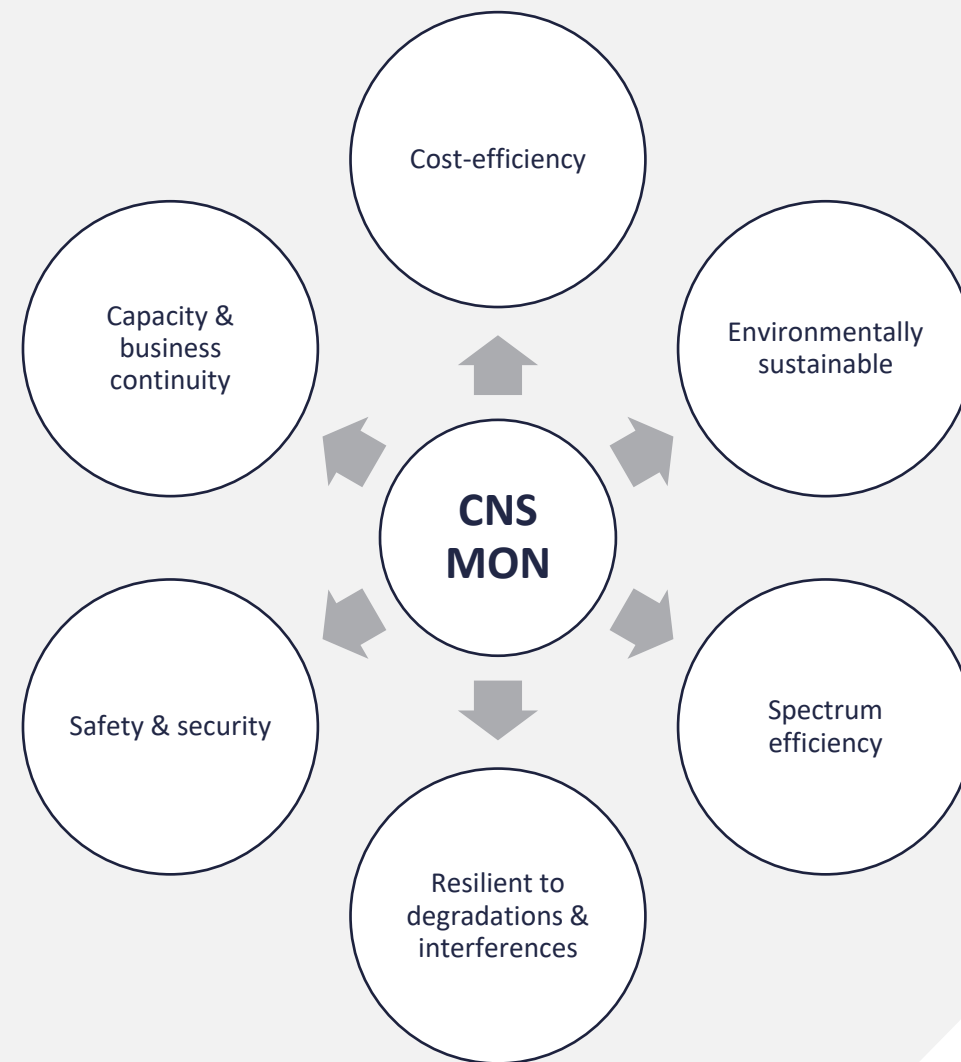 Cost-efficiency
Capacity &
business
continuity
Environmentally
sustainable
CNS
MON
Safety & security
Spectrum
efficiency
Resilient to
degradations &
interferences